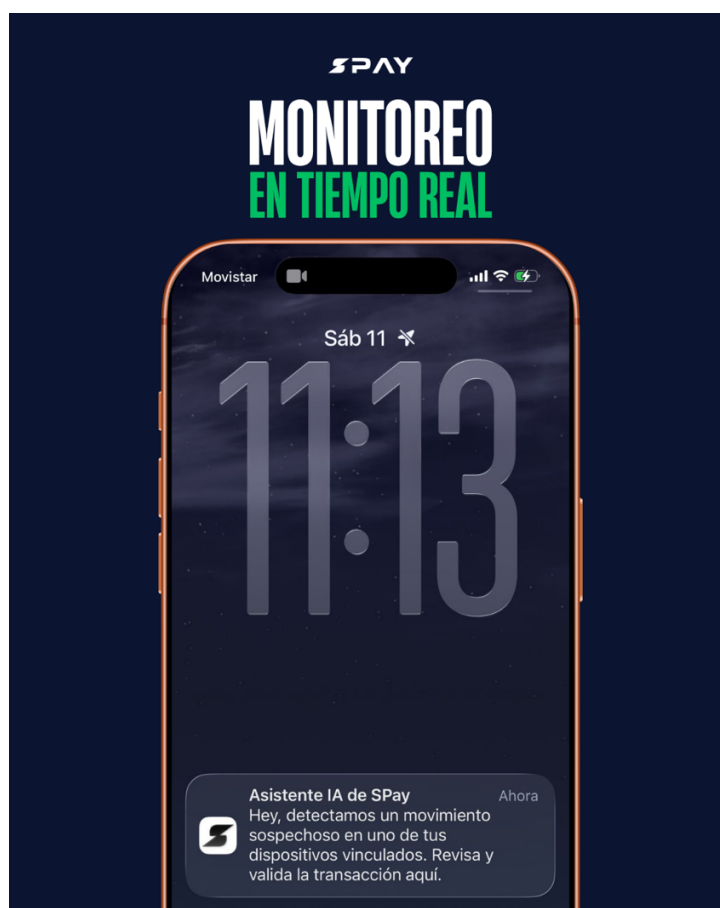 SPAY
MONITOREO
EN TIEMPO REAL
Movistar
Sáb 11
11:13
Asistente IA de SPay
Ahora
Hey, detectamos un movimiento
sospechoso en uno de tus
dispositivos vinculados. Revisa y
valida la transacción aquí.